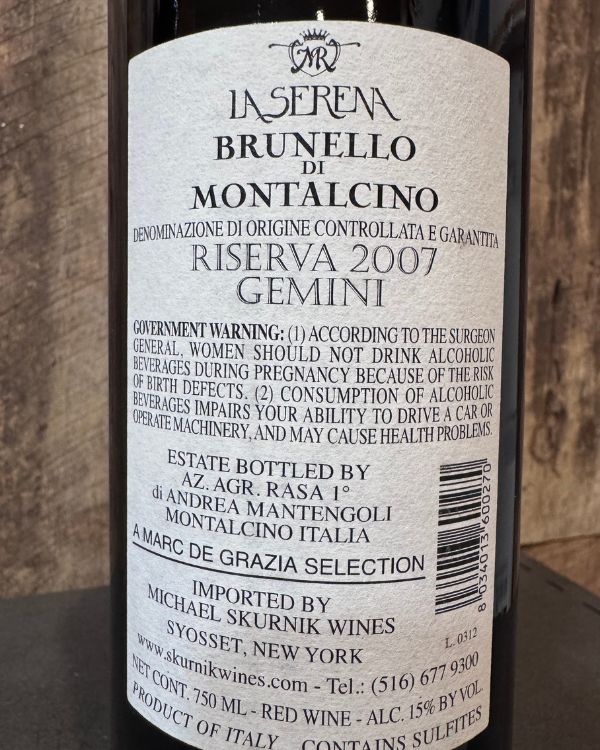 MR
LA SERENA
BRUNELLO
DI
MONTALCINO
DENOMINAZIONE DI ORIGINE CONTROLLATA E GARANTITA
RISERVA 2007
GEMINI
GOVERNMENT WARNING: (1) ACCORDING TO THE SURGEON
GENERAL, WOMEN SHOULD NOT DRINK ALCOHOLIC
BEVERAGES DURING PREGNANCY BECAUSE OF THE RISK
OF BIRTH DEFECTS. (2) CONSUMPTION OF ALCOHOLIC
BEVERAGES IMPAIRS YOUR ABILITY TO DRIVE A CAR OR
OPERATE MACHINERY, AND MAY CAUSE HEALTH PROBLEMS.
ESTATE BOTTLED BY
AZ. AGR. RASA 1°
di ANDREA MANTENGOLI
MONTALCINO ITALIA
A MARC DE GRAZIA SELECTION
IMPORTED BY
MICHAEL SKURNIK WINES
SYOSSET, NEW YORK
www.skurnikwines.com - Tel.: (516) 677 9300
NET CONT. 750 ML - RED WINE - ALC. 15% BY VOL.
PRODUCT OF ITALY CONTAINS SULFITES
8 034013 600270
L. 0312